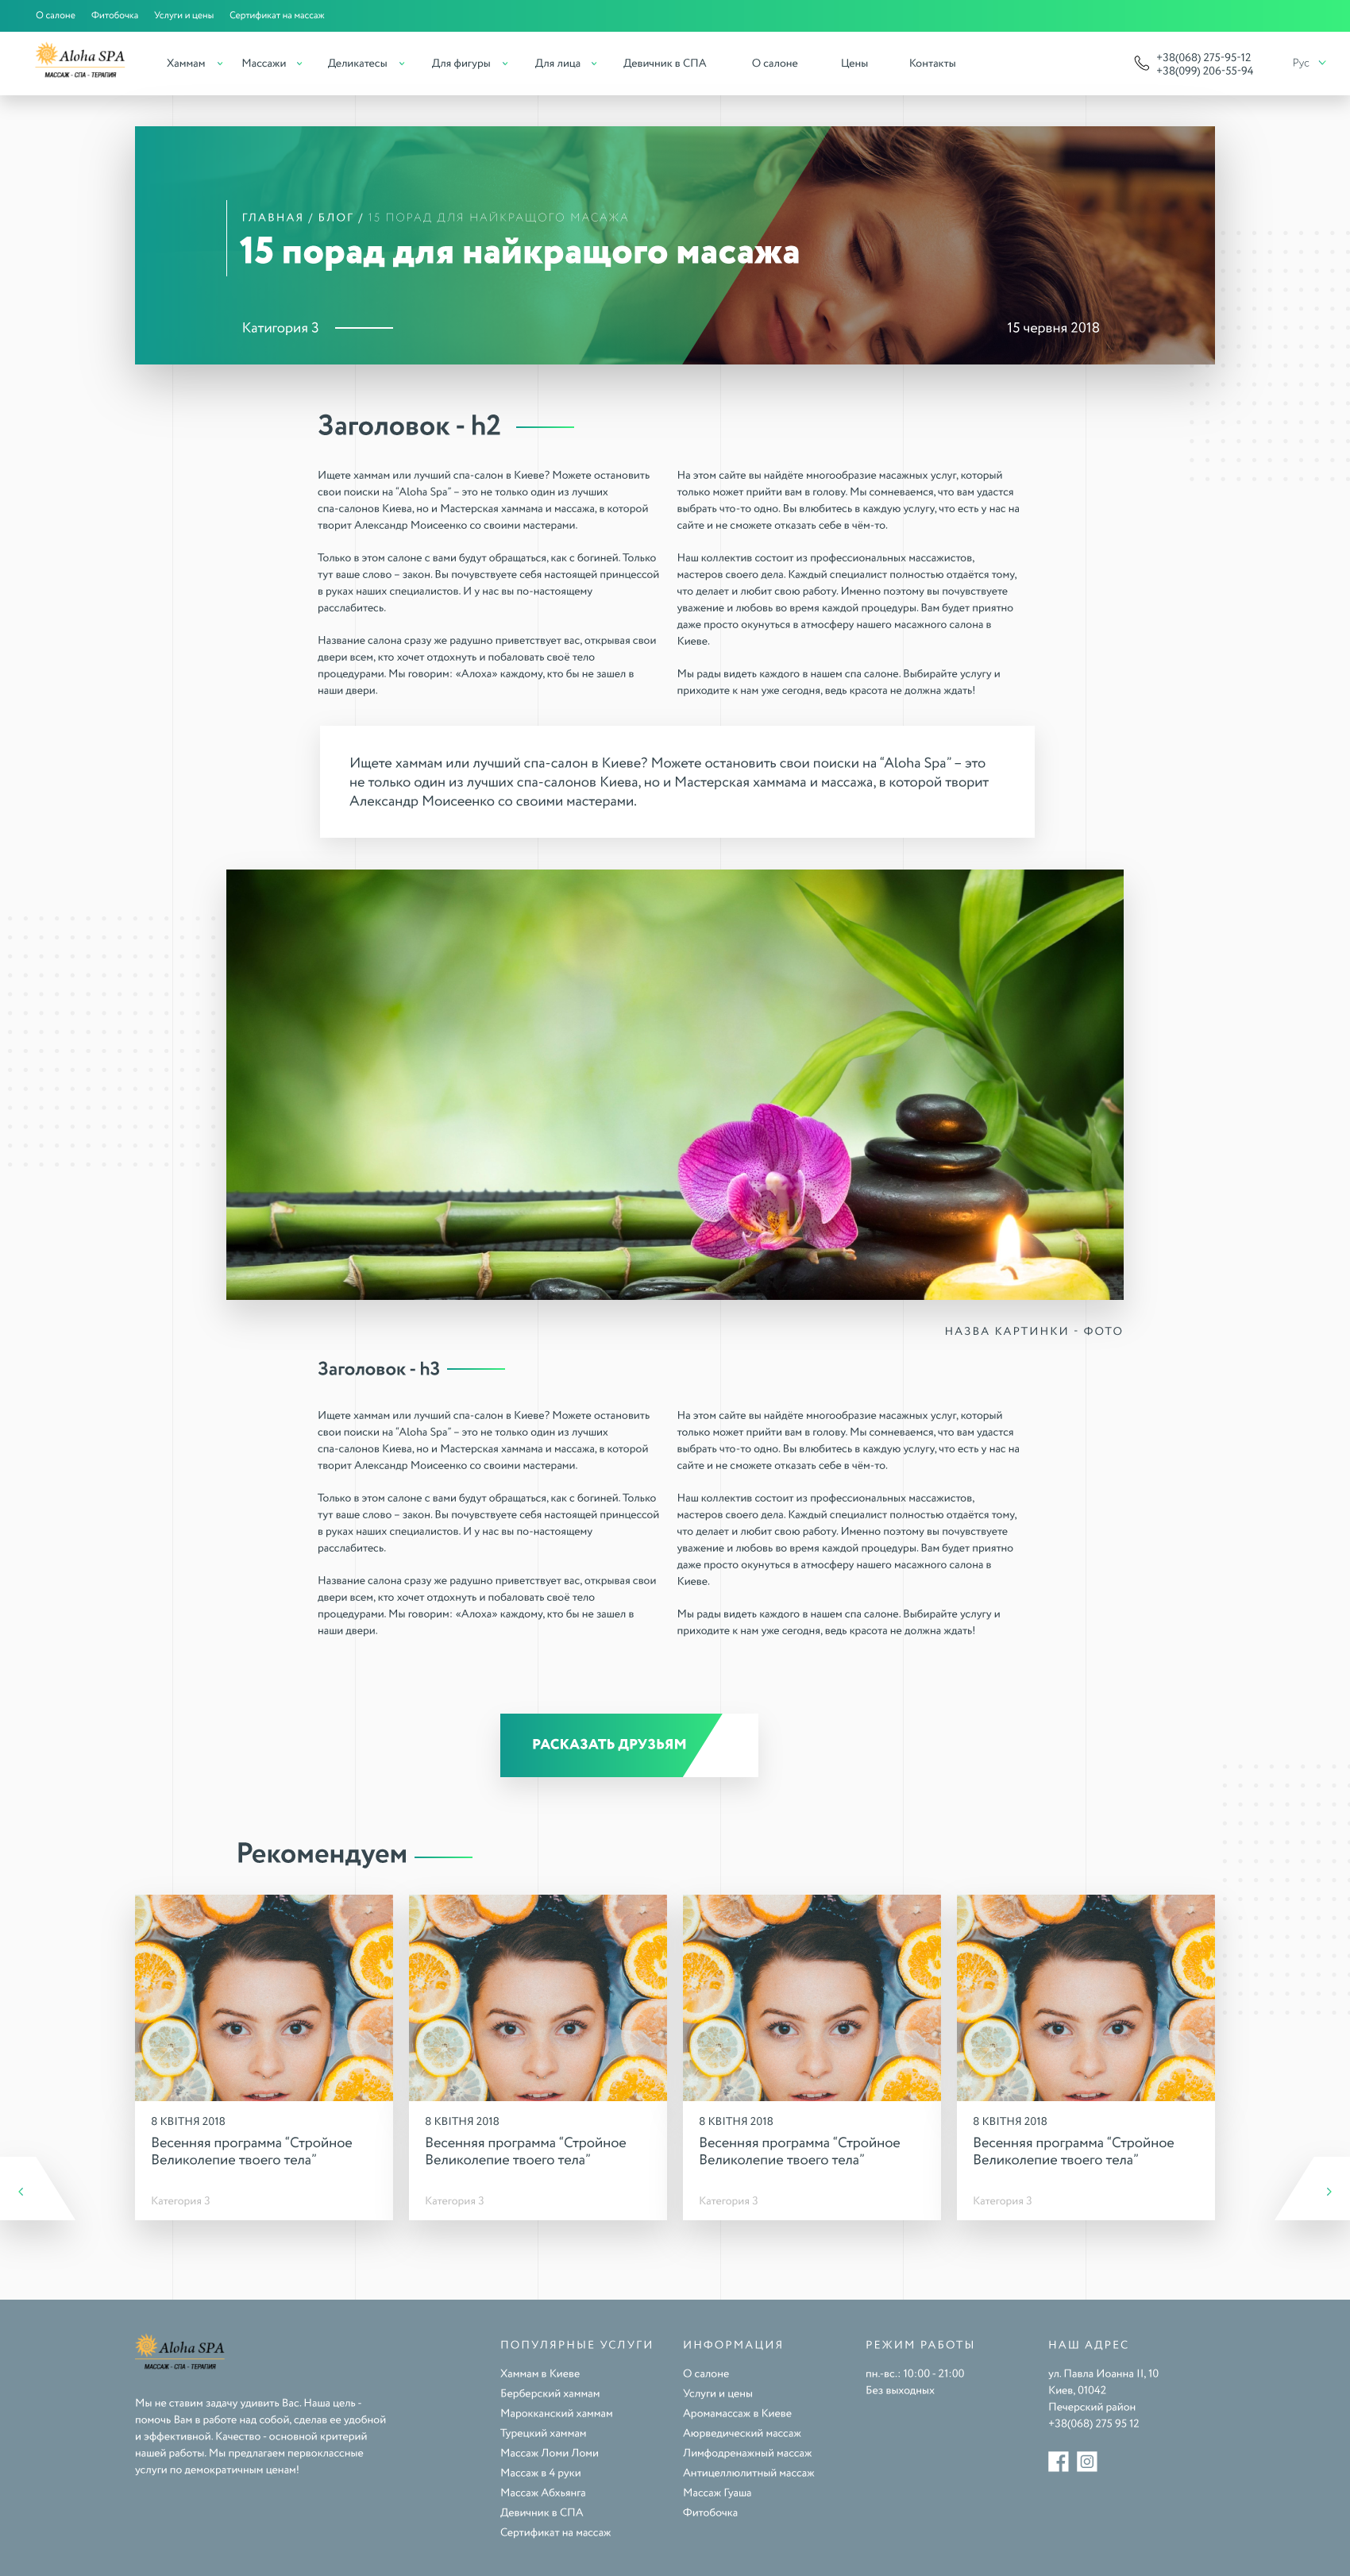 О салоне Фитобочка Услуги и цены Сертификат на массаж
Aloha SPA
МАССАЖ - СПА - ТЕРАПИЯ
Хаммам Массажи Деликатесы Для фигуры Для лица Девичник в СПА О салоне Цены Контакты
+38(068) 275-95-12
+38(099) 206-55-94
Рус
ГЛАВНАЯ / БЛОГ / 15 ПОРАД ДЛЯ НАЙКРАЩОГО МАСАЖА
15 порад для найкращого масажа
Катигория 3
15 червня 2018
Заголовок - h2
Ищете хаммам или лучший спа-салон в Киеве? Можете остановить
свои поиски на “Aloha Spa” – это не только один из лучших
спа-салонов Киева, но и Мастерская хаммама и массажа, в которой
творит Александр Моисеенко со своими мастерами.
Только в этом салоне с вами будут обращаться, как с богиней. Только
тут ваше слово – закон. Вы почувствуете себя настоящей принцессой
в руках наших специалистов. И у нас вы по-настоящему
расслабитесь.
Название салона сразу же радушно приветствует вас, открывая свои
двери всем, кто хочет отдохнуть и побаловать своё тело
процедурами. Мы говорим: «Алоха» каждому, кто бы не зашел в
наши двери.
На этом сайте вы найдёте многообразие масажных услуг, который
только может прийти вам в голову. Мы сомневаемся, что вам удастся
выбрать что-то одно. Вы влюбитесь в каждую услугу, что есть у нас на
сайте и не сможете отказать себе в чём-то.
Наш коллектив состоит из профессиональных массажистов,
мастеров своего дела. Каждый специалист полностью отдаётся тому,
что делает и любит свою работу. Именно поэтому вы почувствуете
уважение и любовь во время каждой процедуры. Вам будет приятно
даже просто окунуться в атмосферу нашего масажного салона в
Киеве.
Мы рады видеть каждого в нашем спа салоне. Выбирайте услугу и
приходите к нам уже сегодня, ведь красота не должна ждать!
Ищете хаммам или лучший спа-салон в Киеве? Можете остановить свои поиски на “Aloha Spa” – это
не только один из лучших спа-салонов Киева, но и Мастерская хаммама и массажа, в которой творит
Александр Моисеенко со своими мастерами.
НАЗВА КАРТИНКИ - ФОТО
Заголовок - h3
Ищете хаммам или лучший спа-салон в Киеве? Можете остановить
свои поиски на “Aloha Spa” – это не только один из лучших
спа-салонов Киева, но и Мастерская хаммама и массажа, в которой
творит Александр Моисеенко со своими мастерами.
Только в этом салоне с вами будут обращаться, как с богиней. Только
тут ваше слово – закон. Вы почувствуете себя настоящей принцессой
в руках наших специалистов. И у нас вы по-настоящему
расслабитесь.
Название салона сразу же радушно приветствует вас, открывая свои
двери всем, кто хочет отдохнуть и побаловать своё тело
процедурами. Мы говорим: «Алоха» каждому, кто бы не зашел в
наши двери.
На этом сайте вы найдёте многообразие масажных услуг, который
только может прийти вам в голову. Мы сомневаемся, что вам удастся
выбрать что-то одно. Вы влюбитесь в каждую услугу, что есть у нас на
сайте и не сможете отказать себе в чём-то.
Наш коллектив состоит из профессиональных массажистов,
мастеров своего дела. Каждый специалист полностью отдаётся тому,
что делает и любит свою работу. Именно поэтому вы почувствуете
уважение и любовь во время каждой процедуры. Вам будет приятно
даже просто окунуться в атмосферу нашего масажного салона в
Киеве.
Мы рады видеть каждого в нашем спа салоне. Выбирайте услугу и
приходите к нам уже сегодня, ведь красота не должна ждать!
РАСКАЗАТЬ ДРУЗЬЯМ
Рекомендуем
8 КВІТНЯ 2018
Весенняя программа “Стройное
Великолепие твоего тела”
Категория 3
8 КВІТНЯ 2018
Весенняя программа “Стройное
Великолепие твоего тела”
Категория 3
8 КВІТНЯ 2018
Весенняя программа “Стройное
Великолепие твоего тела”
Категория 3
8 КВІТНЯ 2018
Весенняя программа “Стройное
Великолепие твоего тела”
Категория 3
Aloha SPA
МАССАЖ - СПА - ТЕРАПИЯ
Мы не ставим задачу удивить Вас. Наша цель -
помочь Вам в работе над собой, сделав ее удобной
и эффективной. Качество - основной критерий
нашей работы. Мы предлагаем первоклассные
услуги по демократичным ценам!
ПОПУЛЯРНЫЕ УСЛУГИ
Хаммам в Киеве
Берберский хаммам
Марокканский хаммам
Турецкий хаммам
Массаж Ломи Ломи
Массаж в 4 руки
Массаж Абхьянга
Девичник в СПА
Сертификат на массаж
ИНФОРМАЦИЯ
О салоне
Услуги и цены
Аромамассаж в Киеве
Аюрведический массаж
Лимфодренажный массаж
Антицеллюлитный массаж
Массаж Гуаша
Фитобочка
РЕЖИМ РАБОТЫ
пн.-вс.: 10:00 - 21:00
Без выходных
НАШ АДРЕС
ул. Павла Иоанна II, 10
Киев, 01042
Печерский район
+38(068) 275 95 12